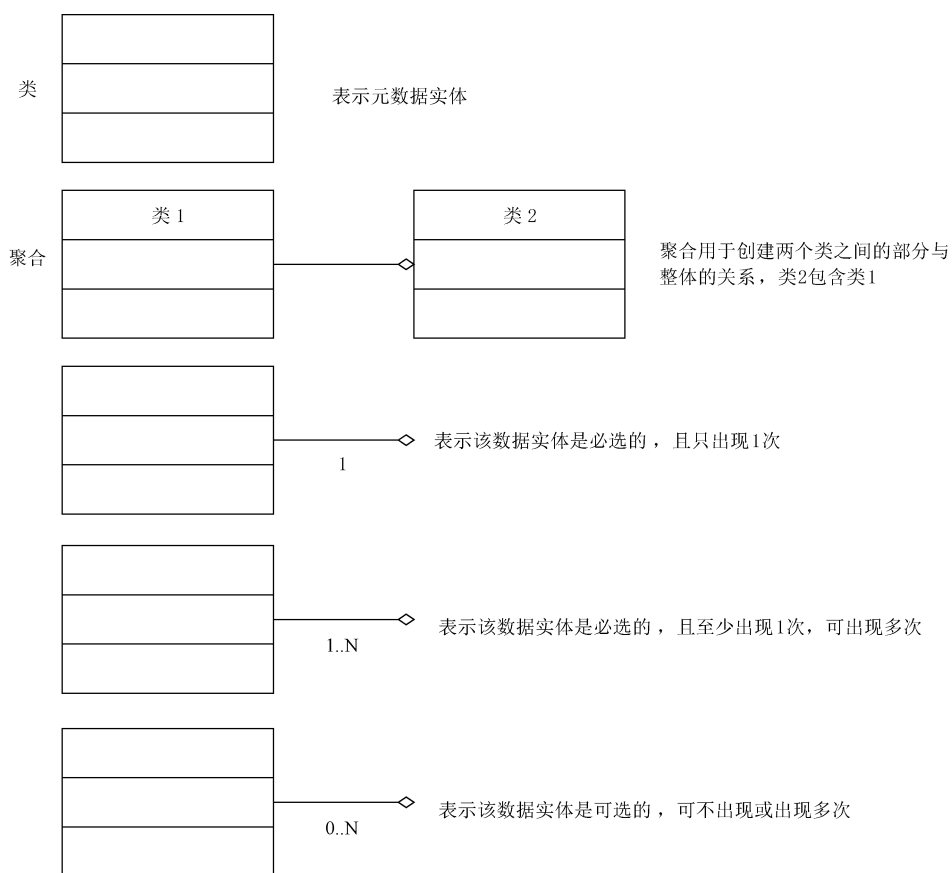 类
表示元数据实体
类 1
类 2
聚合
聚合用于创建两个类之间的部分与
整体的关系，类2包含类1
表示该数据实体是必选的，且只出现1次
1
表示该数据实体是必选的，且至少出现1次，可出现多次
1..N
表示该数据实体是可选的，可不出现或出现多次
0..N